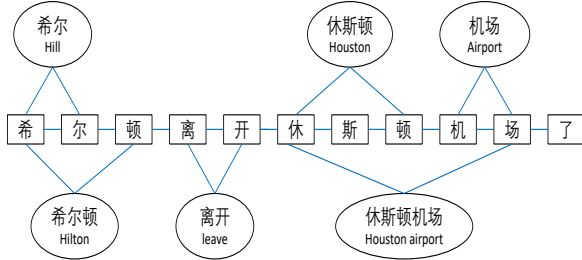 希尔
Hill
休斯顿
Houston
机场
Airport
希 尔 顿 离 开 休 斯 顿 机 场 了
希尔顿
Hilton
离开
leave
休斯顿机场
Houston airport